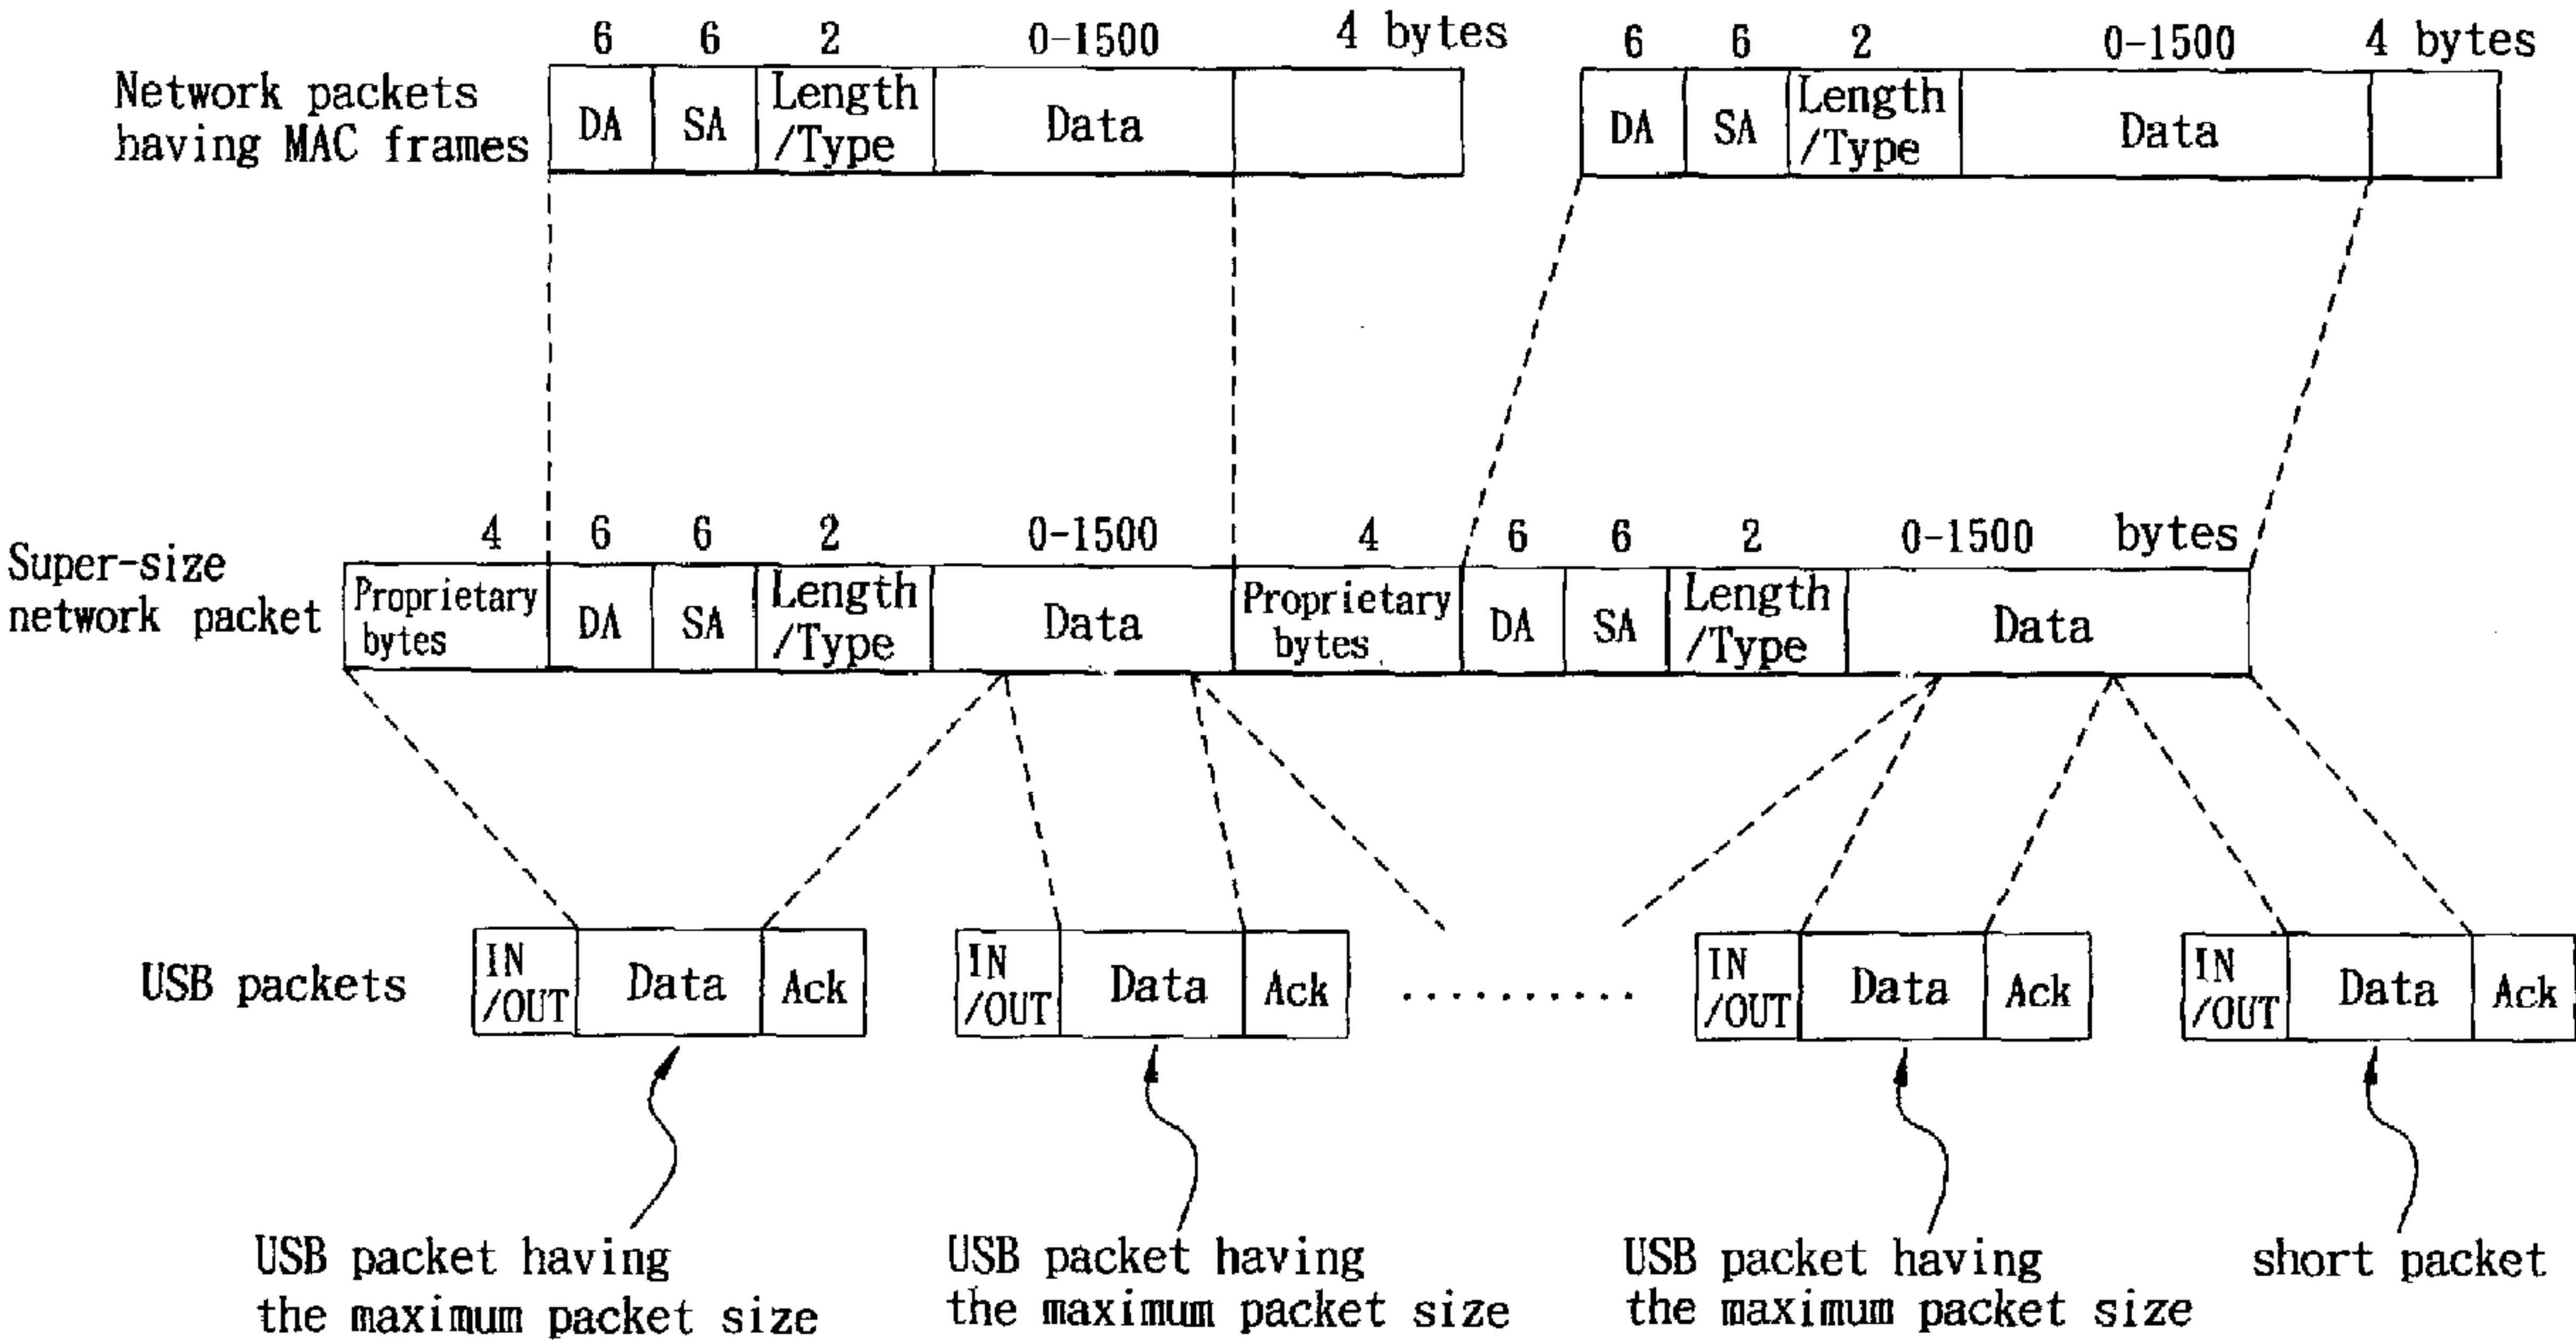 6 6 2 0-1500 4 bytes 6 6 2 0-1500 4 bytes
Network packets
having MAC frames
DA SA Length
/Type Data
DA SA Length
/Type Data
4 6 6 2 0-1500 4 6 6 2 0-1500 bytes
Super-size
network packet
Proprietary
bytes
DA SA Length
/Type Data
Proprietary
bytes
DA SA Length
/Type Data
USB packets
IN
/OUT Data Ack
IN
/OUT Data Ack
..........
IN
/OUT Data Ack
IN
/OUT Data Ack
USB packet having
the maximum packet size
USB packet having
the maximum packet size
USB packet having
the maximum packet size
short packet